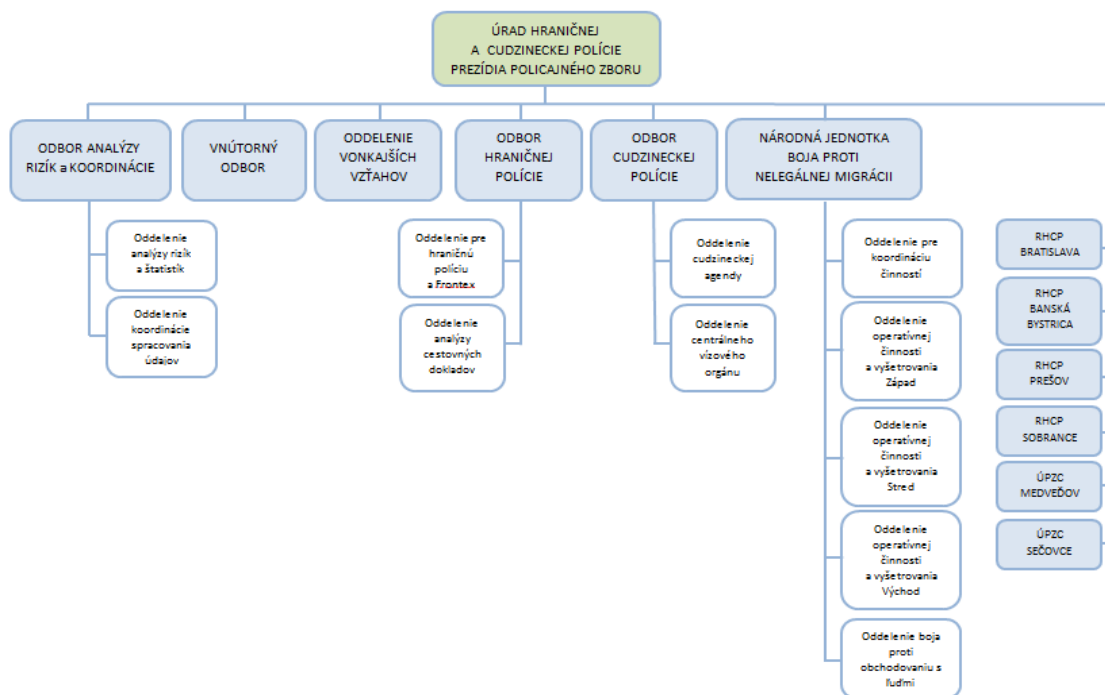 ÚRAD HRANIČNEJ
A CUDZINECKEJ POLÍCIE
PREZÍDIA POLICAJNÉHO ZBORU
ODBOR ANALÝZY
RIZÍK a KOORDINÁCIE
VNÚTORNÝ
ODBOR
ODDELENIE
VONKAJŠÍCH
VZŤAHOV
ODBOR
HRANIČNEJ
POLÍCIE
ODBOR
CUDZINECKEJ
POLÍCIE
NÁRODNÁ JEDNOTKA
BOJA PROTI
NELEGÁLNEJ MIGRÁCII
Oddelenie
analýzy rizík
a štatistík
Oddelenie
koordinácie
spracovania
údajov
Oddelenie pre
hraničnú
políciu
a Frontex
Oddelenie
analýzy
cestovných
dokladov
Oddelenie
cudzineckej
agendy
Oddelenie
centrálneho
vízového
orgánu
Oddelenie pre
koordináciu
činností
Oddelenie
operatívnej
činnosti
a vyšetrovania
Západ
Oddelenie
operatívnej
činnosti
a vyšetrovania
Stred
Oddelenie
operatívnej
činnosti
a vyšetrovania
Východ
Oddelenie boja
proti
obchodovaniu s
ľuďmi
RHCP
BRATISLAVA
RHCP
BANSKÁ
BYSTRICA
RHCP
PREŠOV
RHCP
SOBRANCE
ÚPZC
MEDVEĎOV
ÚPZC
SEČOVCE